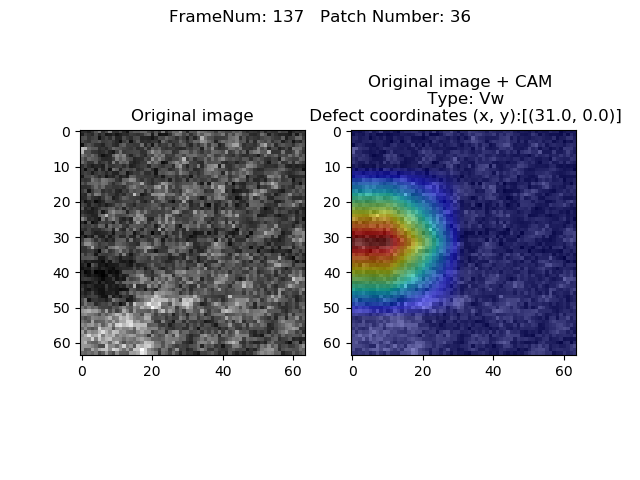 FrameNum: 137   Patch Number: 36
Original image
Original image + CAM
Type: Vw
Defect coordinates (x, y):[(31.0, 0.0)]
0
10
20
30
40
50
60
0 20 40 60
0
10
20
30
40
50
60
0 20 40 60